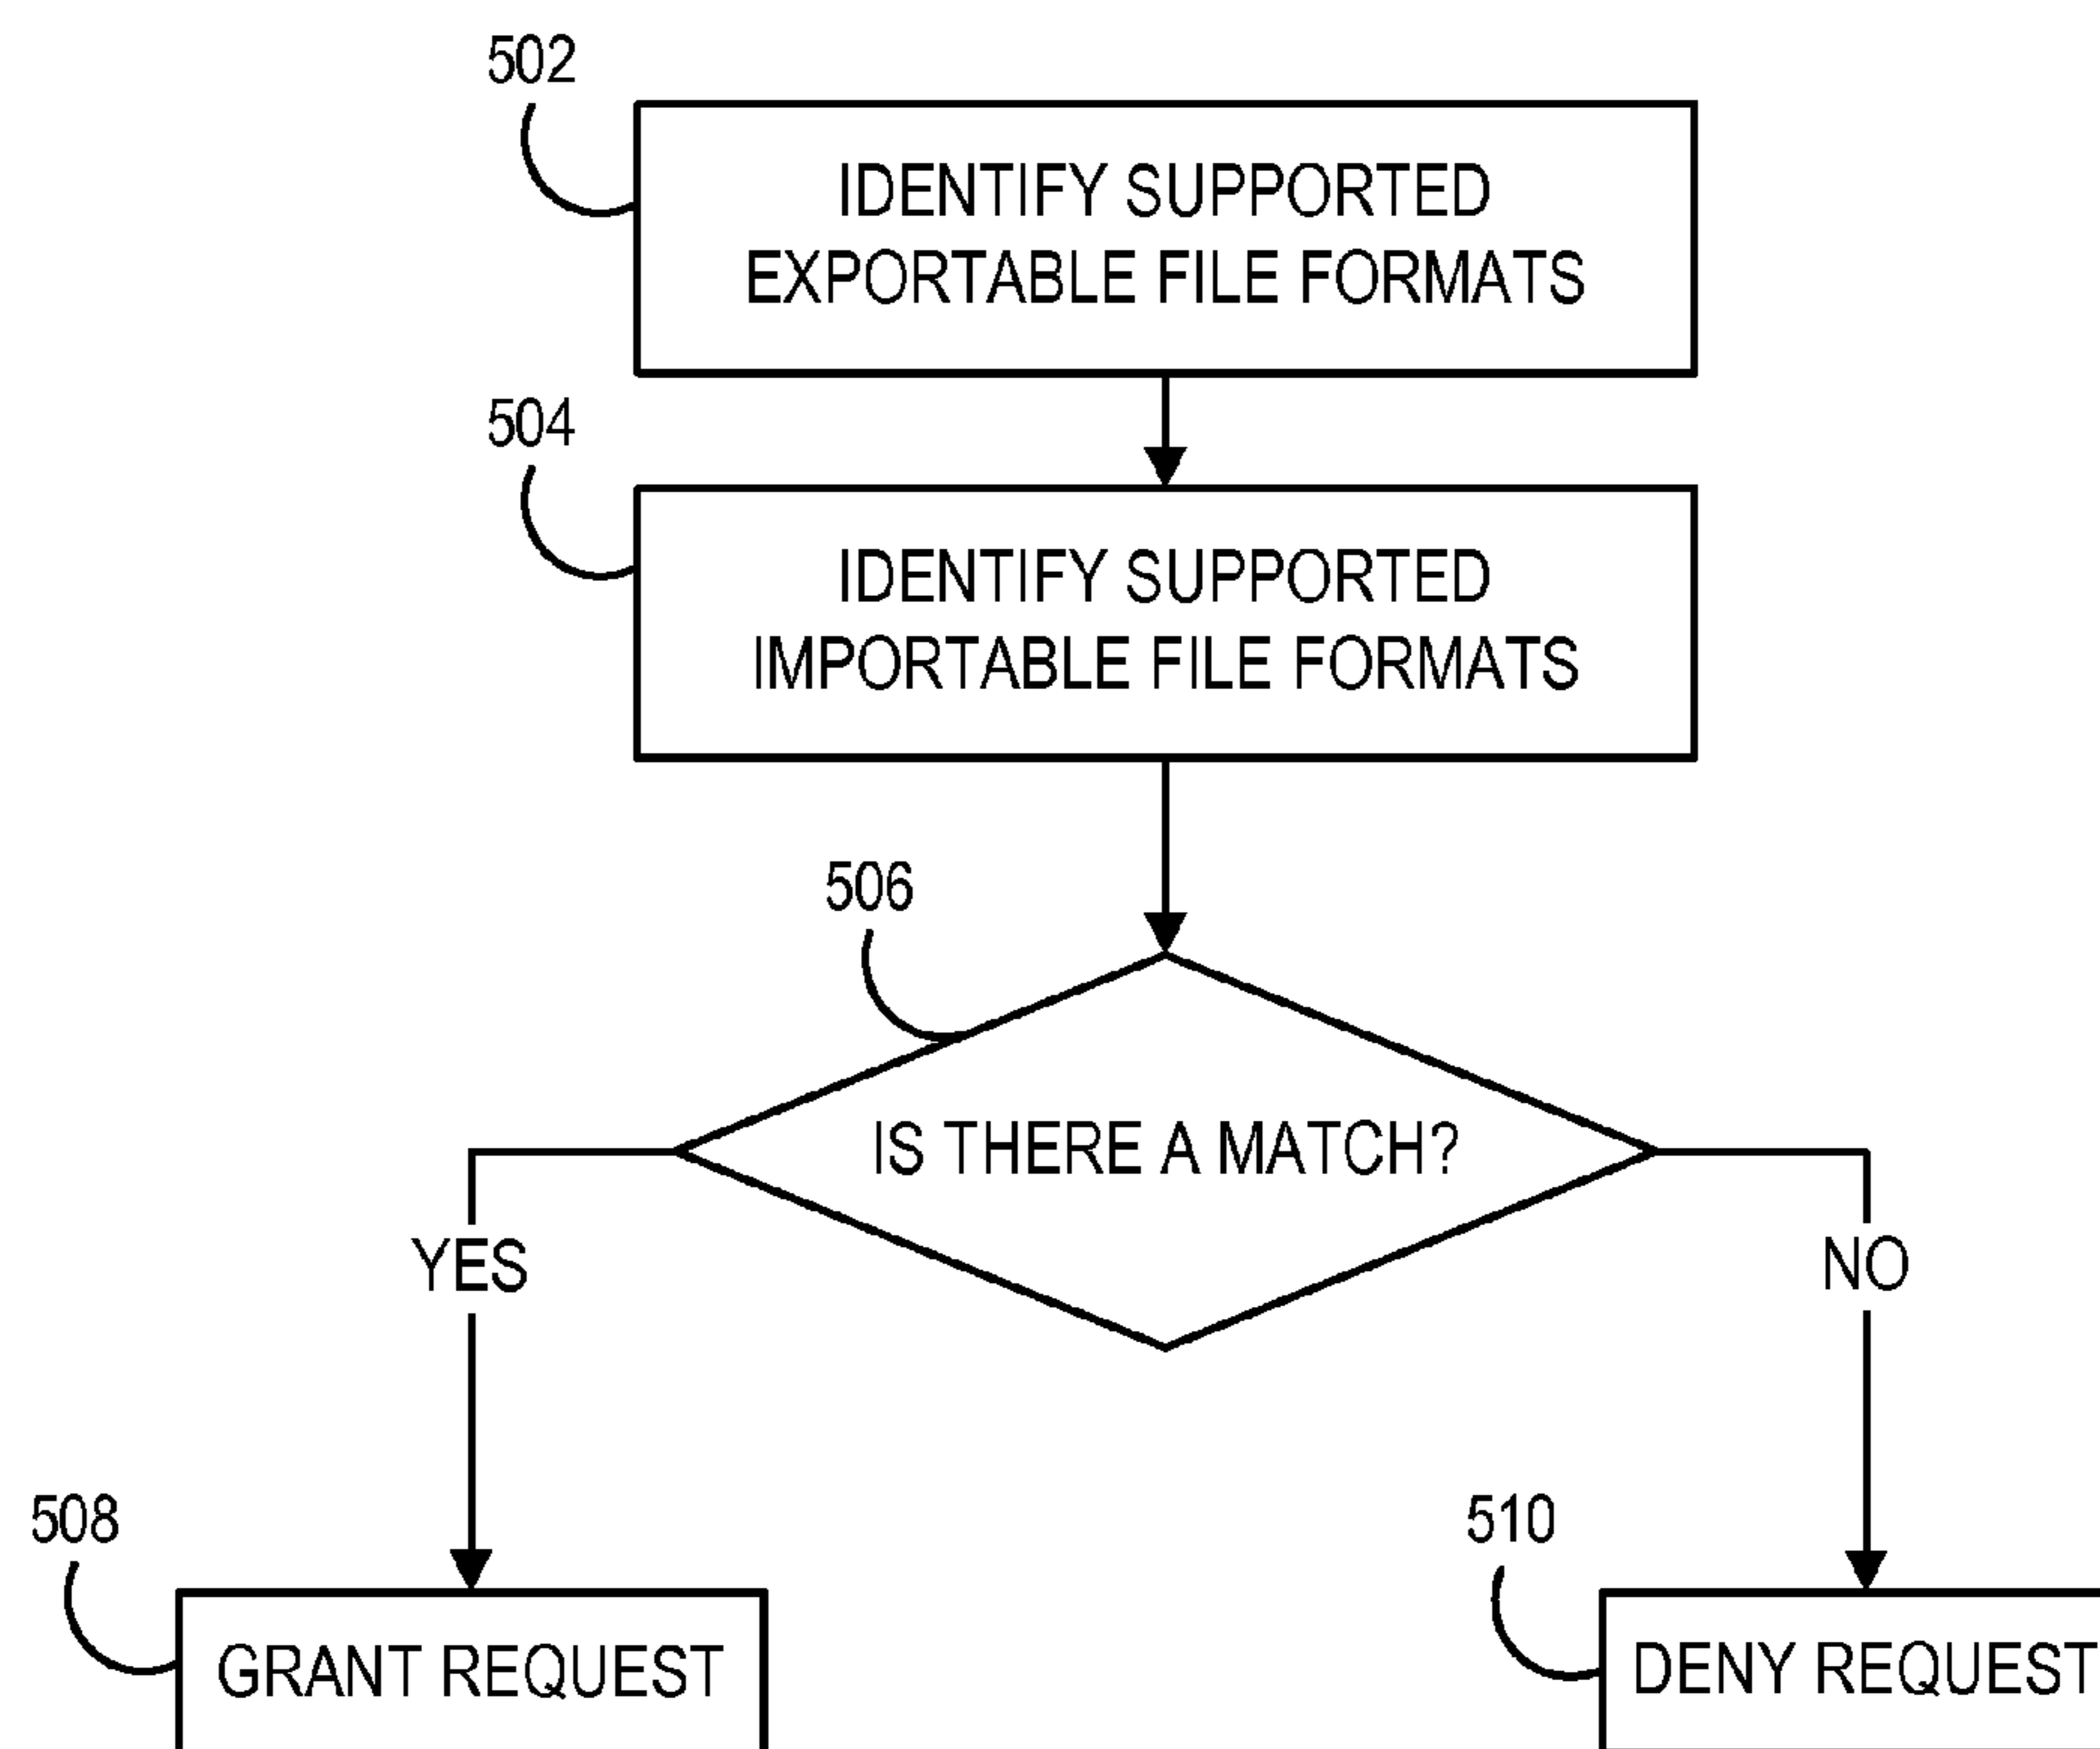 502
IDENTIFY SUPPORTED
EXPORTABLE FILE FORMATS
504
IDENTIFY SUPPORTED
IMPORTABLE FILE FORMATS
506
IS THERE A MATCH?
YES
NO
508
GRANT REQUEST
510
DENY REQUEST